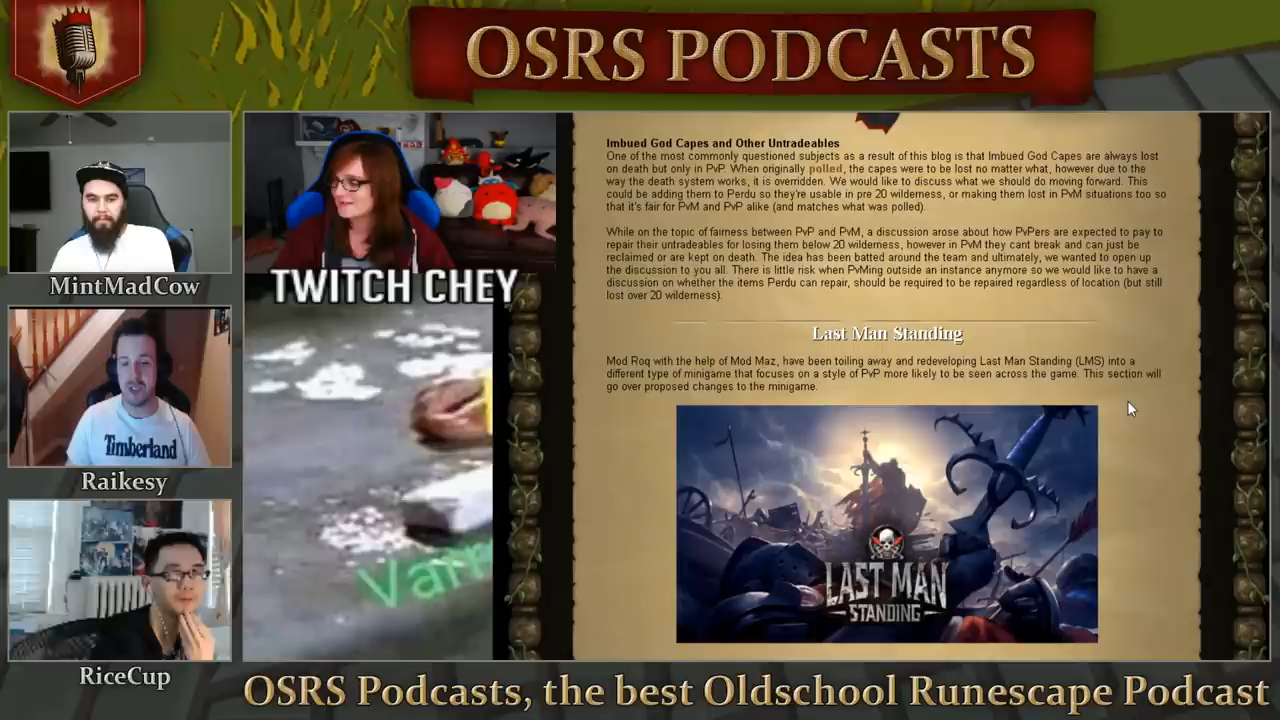 OSRS PODCASTS
MintMadCow
TWITCH CHEY
Raikesy
Timberland
RiceCup
Imbued God Capes and Other Untradeables
One of the most commonly questioned subjects as a result of this blog is that Imbued God Capes are always lost
on death but only in PvP. When originally polled, the capes were to be lost no matter what, however due to the
way the death system works, it is overridden. We would like to discuss what we should do moving forward. This
could be adding them to Perdu so they're usable in pre 20 wilderness, or making them lost in PvM situations too so
that it's fair for PvM and PvP alike (and matches what was polled).
While on the topic of fairness between PvP and PvM, a discussion arose about how PvPers are expected to pay to
repair their untradeables for losing them below 20 wilderness, however in PvM they cant break and can just be
reclaimed or are kept on death. The idea has been batted around the team and ultimately, we wanted to open up
the discussion to you all. There is little risk when PvMing outside an instance anymore so we would like to have a
discussion on whether the items Perdu can repair, should be required to be repaired regardless of location (but still
lost over 20 wilderness).
Last Man Standing
Mod Roq with the help of Mod Maz, have been toiling away and redeveloping Last Man Standing (LMS) into a
different type of minigame that focuses on a style of PvP more likely to be seen across the game. This section will
go over proposed changes to the minigame.
LAST MAN
STANDING
OSRS Podcasts, the best Oldschool Runescape Podcast